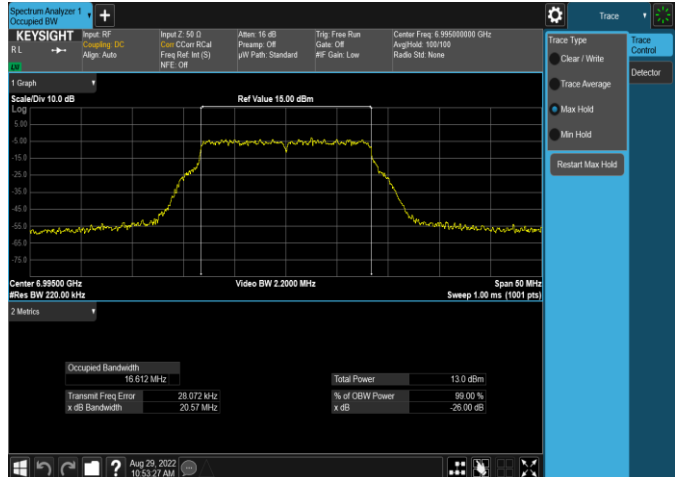 Spectrum Analyzer 1
Occupied BW
Trace
KEYSIGHT
Input: RF
Input Z: 50 Ω
Atten: 16 dB
Trig: Free Run
Center Freq: 6.995000000 GHz
RL
Coupling: DC
Corr CCorr RCal
Preamp: Off
Gate: Off
Avg|Hold: 100/100
Align: Auto
Freq Ref: Int (S)
µW Path: Standard
#IF Gain: Low
Radio Std: None
NFE: Off
Trace Type
Clear / Write
Trace Average
Max Hold
Min Hold
Restart Max Hold
Trace
Control
Detector
1 Graph
Scale/Div 10.0 dB
Ref Value 15.00 dBm
Log
5.00
-5.00
-15.0
-25.0
-35.0
-45.0
-55.0
-65.0
-75.0
Center 6.99500 GHz
Video BW 2.2000 MHz
Span 50 MHz
#Res BW 220.00 kHz
Sweep 1.00 ms (1001 pts)
2 Metrics
Occupied Bandwidth
16.612 MHz
Total Power
13.0 dBm
Transmit Freq Error
28.072 kHz
% of OBW Power
99.00 %
x dB Bandwidth
20.57 MHz
x dB
-26.00 dB
Aug 29, 2022
10:53:27 AM